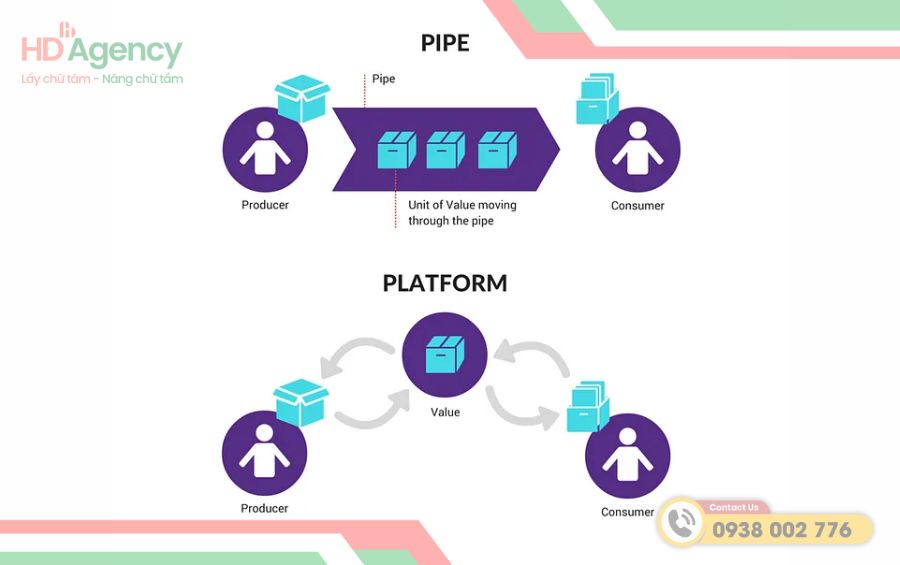 HD Agency
Lấy chữ tâm - Nâng chữ tầm
PIPE
Pipe
Producer
Unit of Value moving
through the pipe
Consumer
PLATFORM
Value
Producer
Consumer
Contact Us
0938 002 776